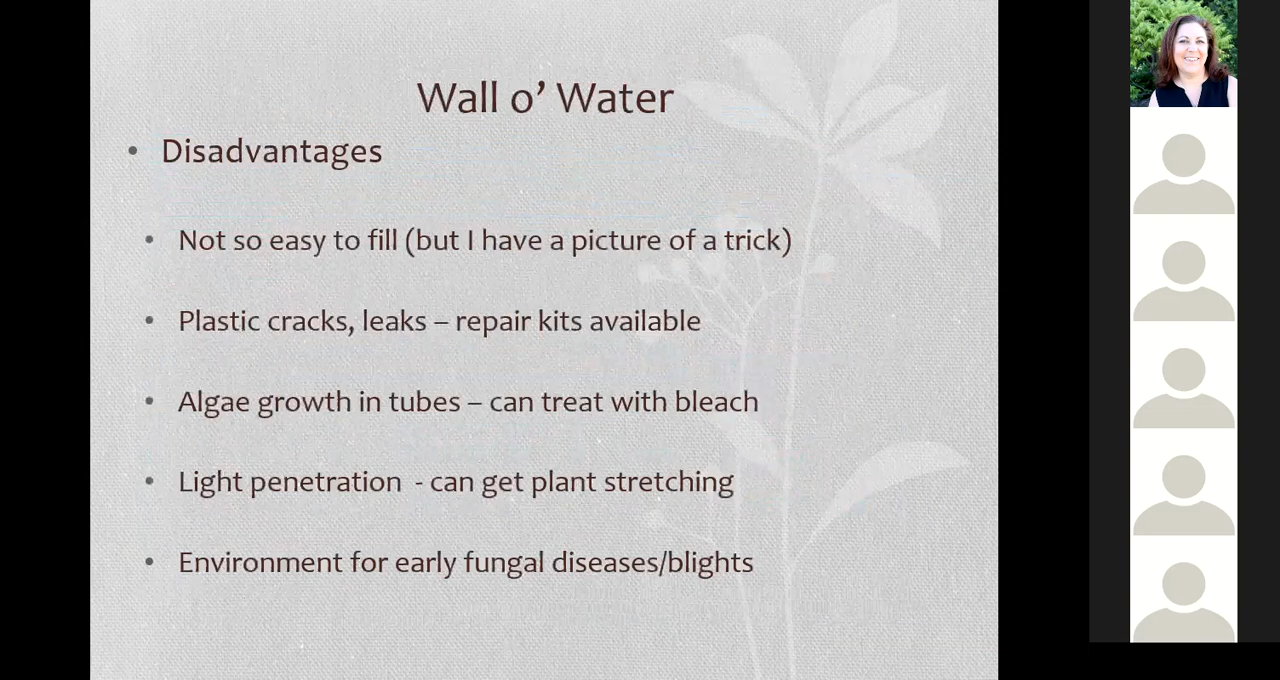 Wall o’ Water
• Disadvantages
• Not so easy to fill (but I have a picture of a trick)
• Plastic cracks, leaks – repair kits available
• Algae growth in tubes – can treat with bleach
• Light penetration  - can get plant stretching
• Environment for early fungal diseases/blights